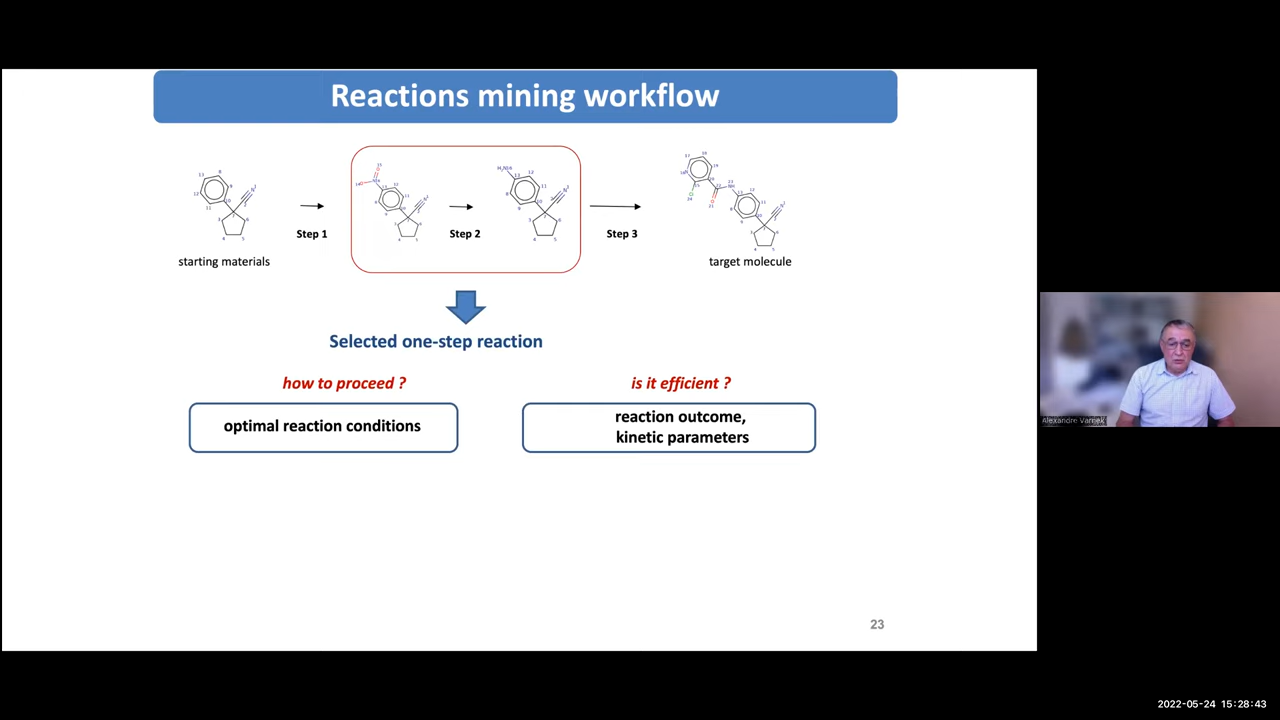 Reactions mining workflow
Step 1
Step 2
Step 3
starting materials
target molecule
Selected one-step reaction
how to proceed ?
is it efficient ?
optimal reaction conditions
reaction outcome,
kinetic parameters
23
Alexandre Varnek
2022-05-24 15:28:43